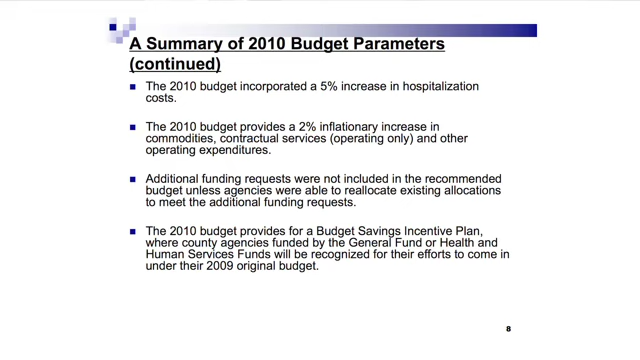 A Summary of 2010 Budget Parameters
(continued)
The 2010 budget incorporated a 5% increase in hospitalization
costs.
The 2010 budget provides a 2% inflationary increase in
commodities, contractual services (operating only) and other
operating expenditures.
Additional funding requests were not included in the recommended
budget unless agencies were able to reallocate existing allocations
to meet the additional funding requests.
The 2010 budget provides for a Budget Savings Incentive Plan,
where county agencies funded by the General Fund or Health and
Human Services Funds will be recognized for their efforts to come in
under their 2009 original budget.
8